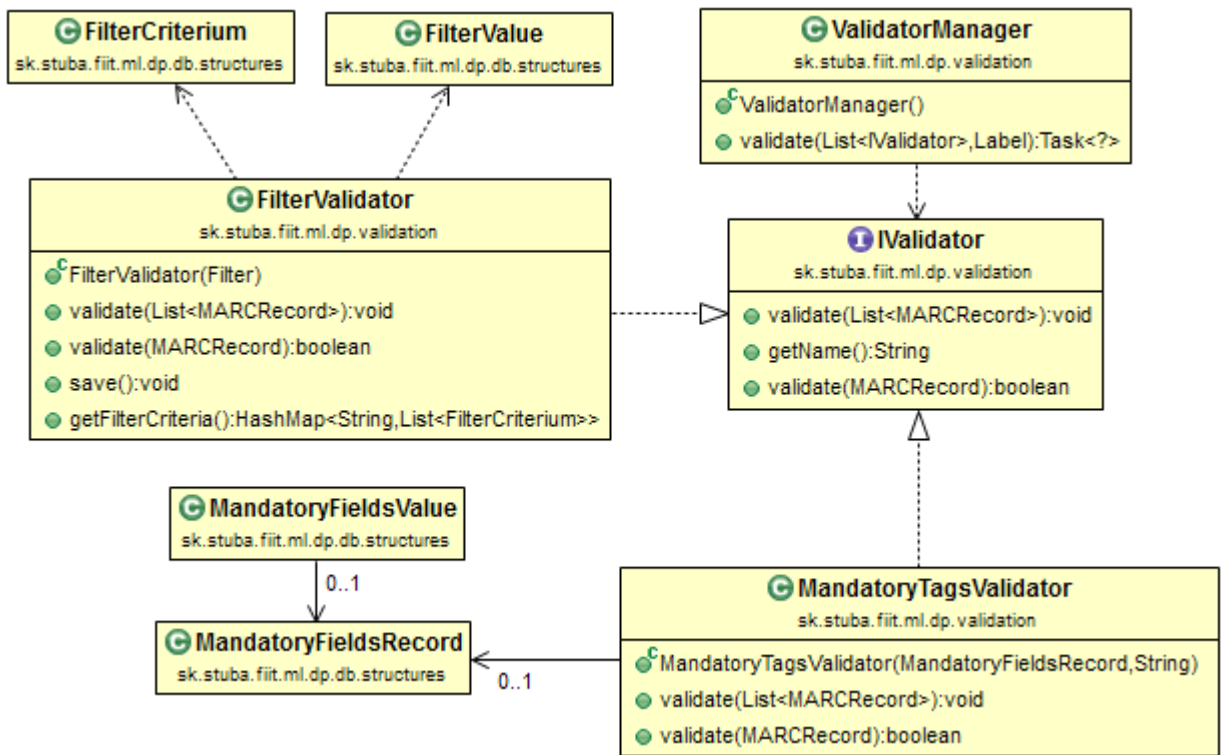 FilterCriterium
sk.stuba.fiit.ml.dp.db.structures
FilterValue
sk.stuba.fiit.ml.dp.db.structures
ValidatorManager
sk.stuba.fiit.ml.dp.validation
ValidatorManager()
validate(List<IValidator>,Label):Task<?>
FilterValidator
sk.stuba.fiit.ml.dp.validation
FilterValidator(Filter)
validate(List<MARCRecord>):void
validate(MARCRecord):boolean
save():void
getFilterCriteria():HashMap<String,List<FilterCriterium>>
IValidator
sk.stuba.fiit.ml.dp.validation
validate(List<MARCRecord>):void
getName():String
validate(MARCRecord):boolean
MandatoryFieldsValue
sk.stuba.fiit.ml.dp.db.structures
0..1
MandatoryFieldsRecord
sk.stuba.fiit.ml.dp.db.structures
0..1
MandatoryTagsValidator
sk.stuba.fiit.ml.dp.validation
MandatoryTagsValidator(MandatoryFieldsRecord,String)
validate(List<MARCRecord>):void
validate(MARCRecord):boolean